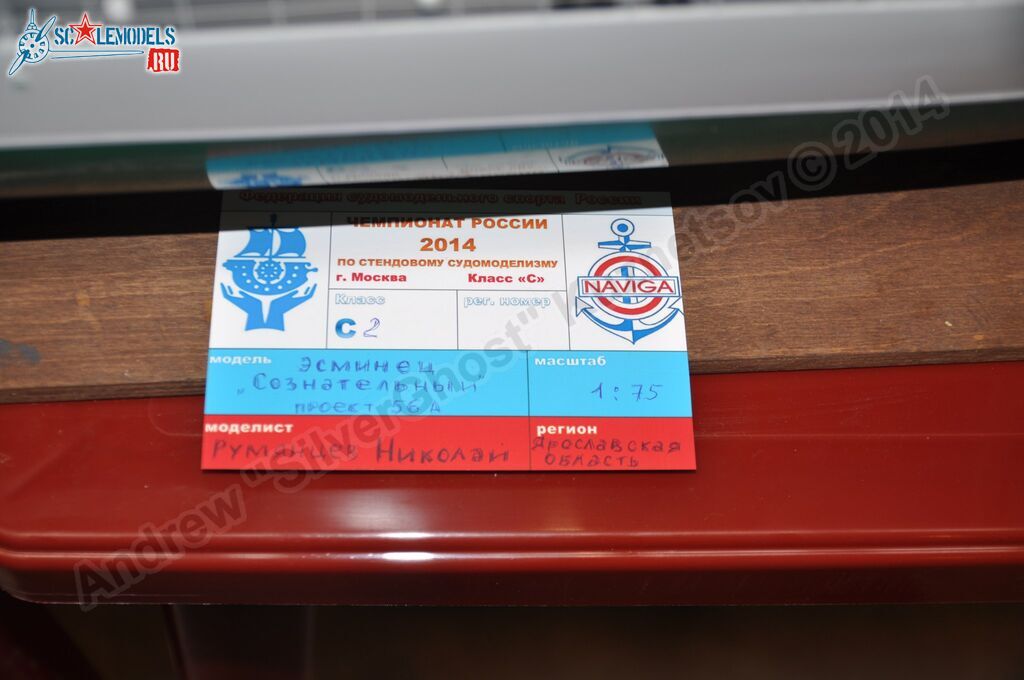 SCALEMODELS
RU
Федерация судомодельного спорта России
ЧЕМПИОНАТ РОССИИ
2014
ПО СТЕНДОВОМУ СУДОМОДЕЛИЗМУ
г. Москва Класс «С»
Класс рег. номер
С 2
NAVIGA
модель масштаб
эсминец
„Сознательный"
проект 56 А
1:75
моделист регион
Румянцев Николай
Ярославская
область
Andrew "SilverGhost" Kuznetsov © 2014